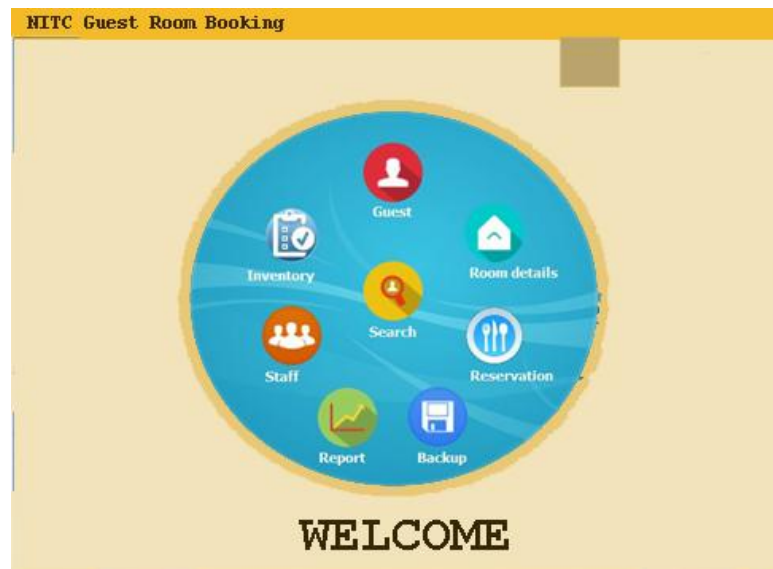 NITC Guest Room Booking
Guest
Inventory
Room details
Search
Staff
Reservation
Report
Backup
WELCOME